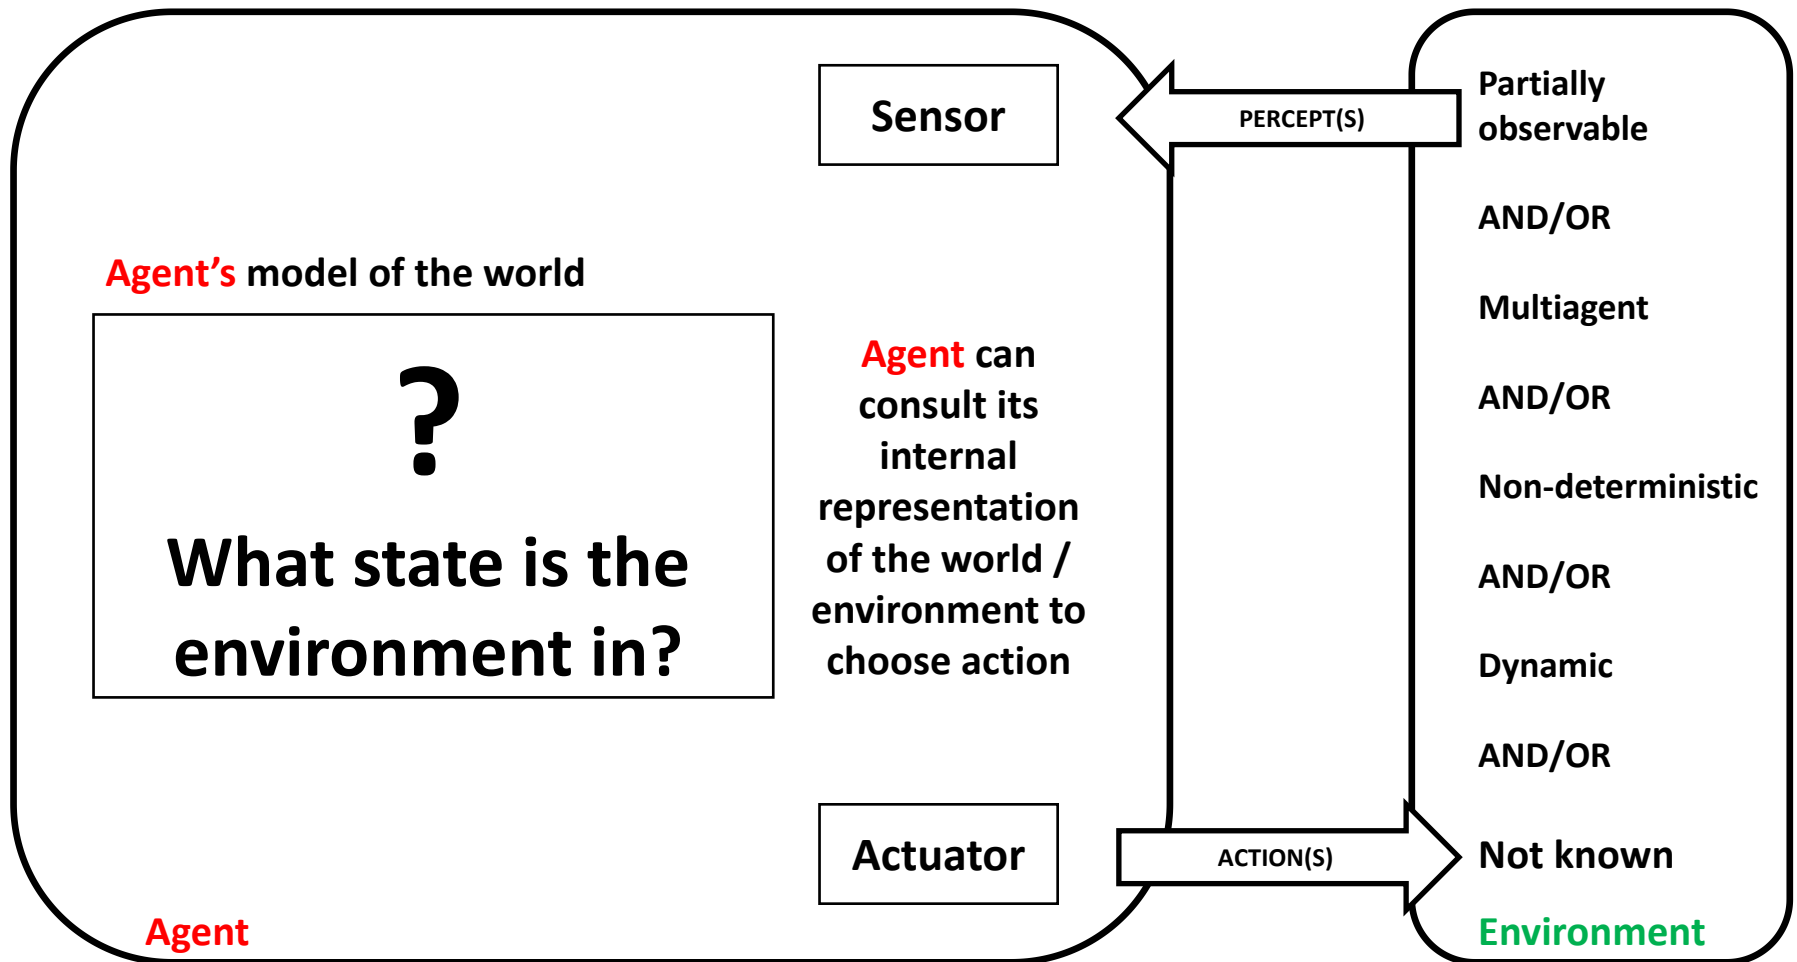 Sensor
PERCEPT(S)
Partially
observable
AND/OR
Agent's model of the world
Multiagent
?
What state is the
environment in?
Agent can
consult its
internal
representation
of the world /
environment to
choose action
AND/OR
Non-deterministic
AND/OR
Dynamic
AND/OR
Actuator
ACTION(S)
Not known
Agent
Environment